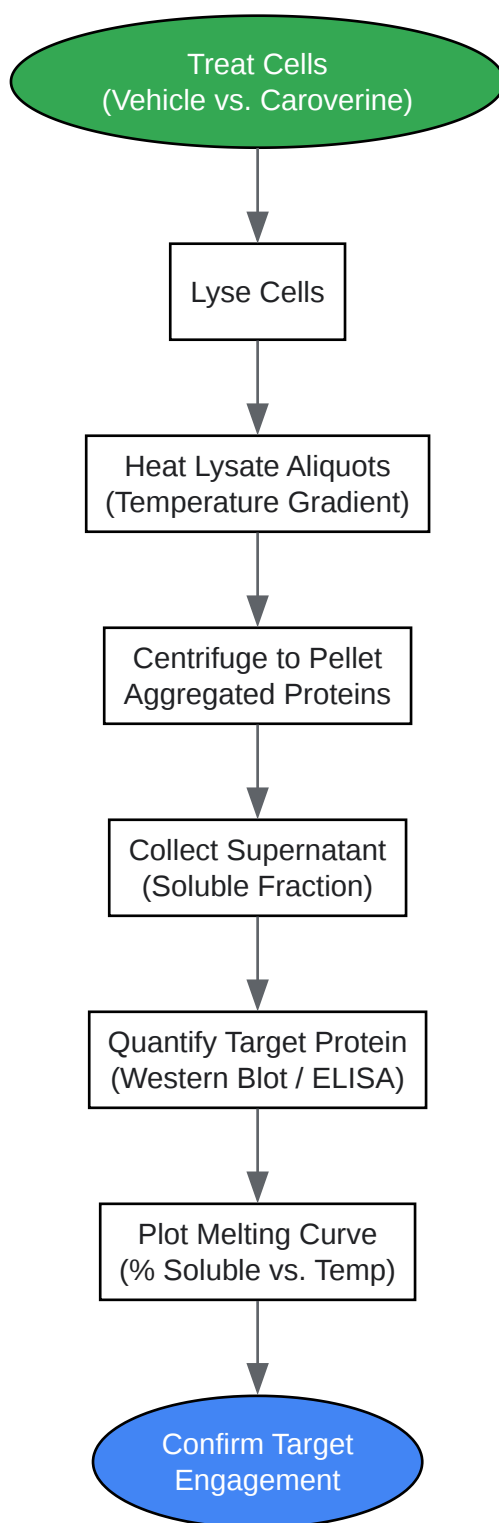 Treat Cells
(Vehicle vs. Caroverine)
Lyse Cells
Heat Lysate Aliquots
(Temperature Gradient)
Centrifuge to Pellet
Aggregated Proteins
Collect Supernatant
(Soluble Fraction)
Quantify Target Protein
(Western Blot / ELISA)
Plot Melting Curve
(% Soluble vs. Temp)
Confirm Target
Engagement